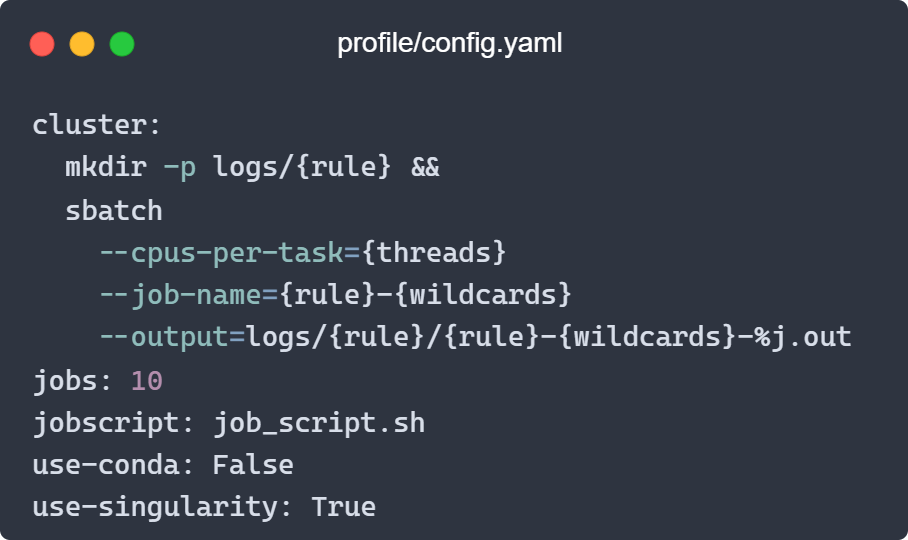 profile/config.yaml
cluster:
  mkdir -p logs/{rule} &&
  sbatch
    --cpus-per-task={threads}
    --job-name={rule}-{wildcards}
    --output=logs/{rule}/{rule}-{wildcards}-%j.out
jobs: 10
jobscript: job_script.sh
use-conda: False
use-singularity: True